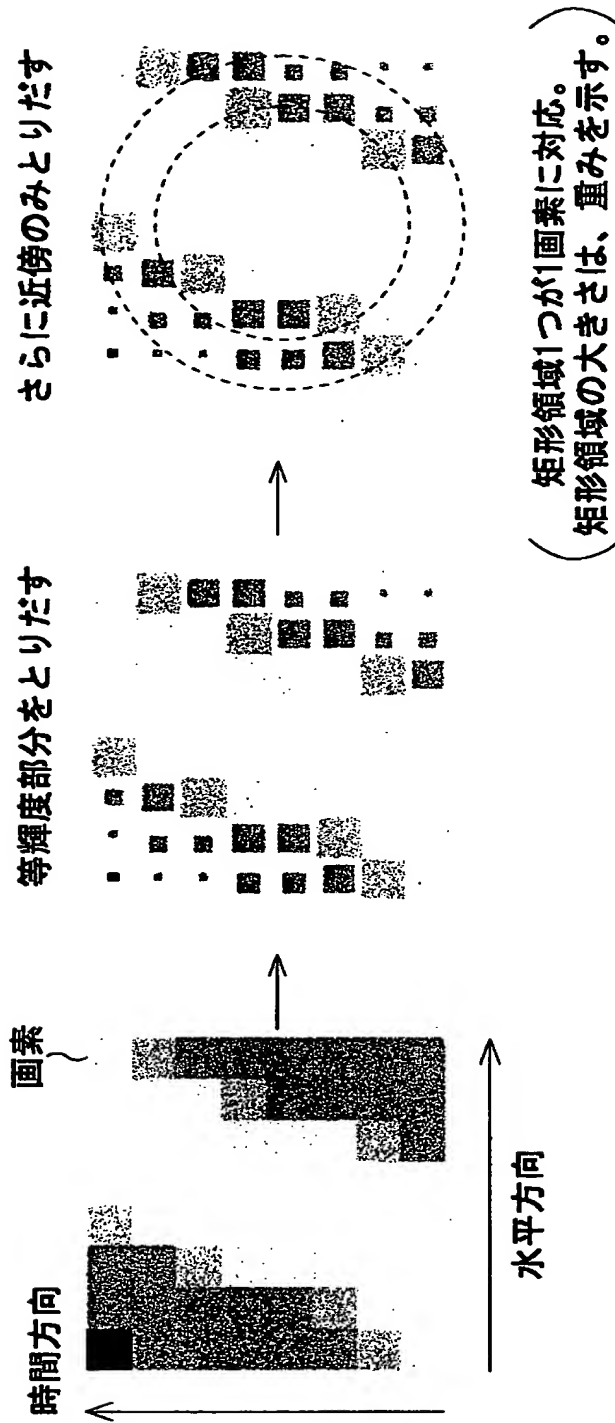 時間方向
画素
水平方向
等輝度部分をとりだす
さらに近傍のみとりだす
矩形領域1つが1画素に対応。
矩形領域の大きさは、重みを示す。